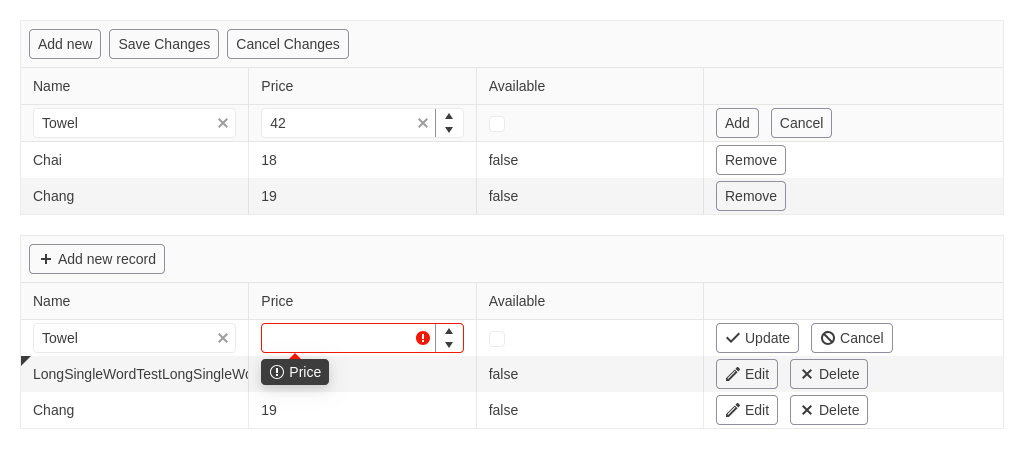 Add new Save Changes Cancel Changes
Name Price Available
Towel 42 Add Cancel
Chai 18 false Remove
Chang 19 false Remove
Add new record
Name Price Available
Towel Update Cancel
LongSingleWordTestLongSingleWo Price false Edit Delete
Chang 19 false Edit Delete